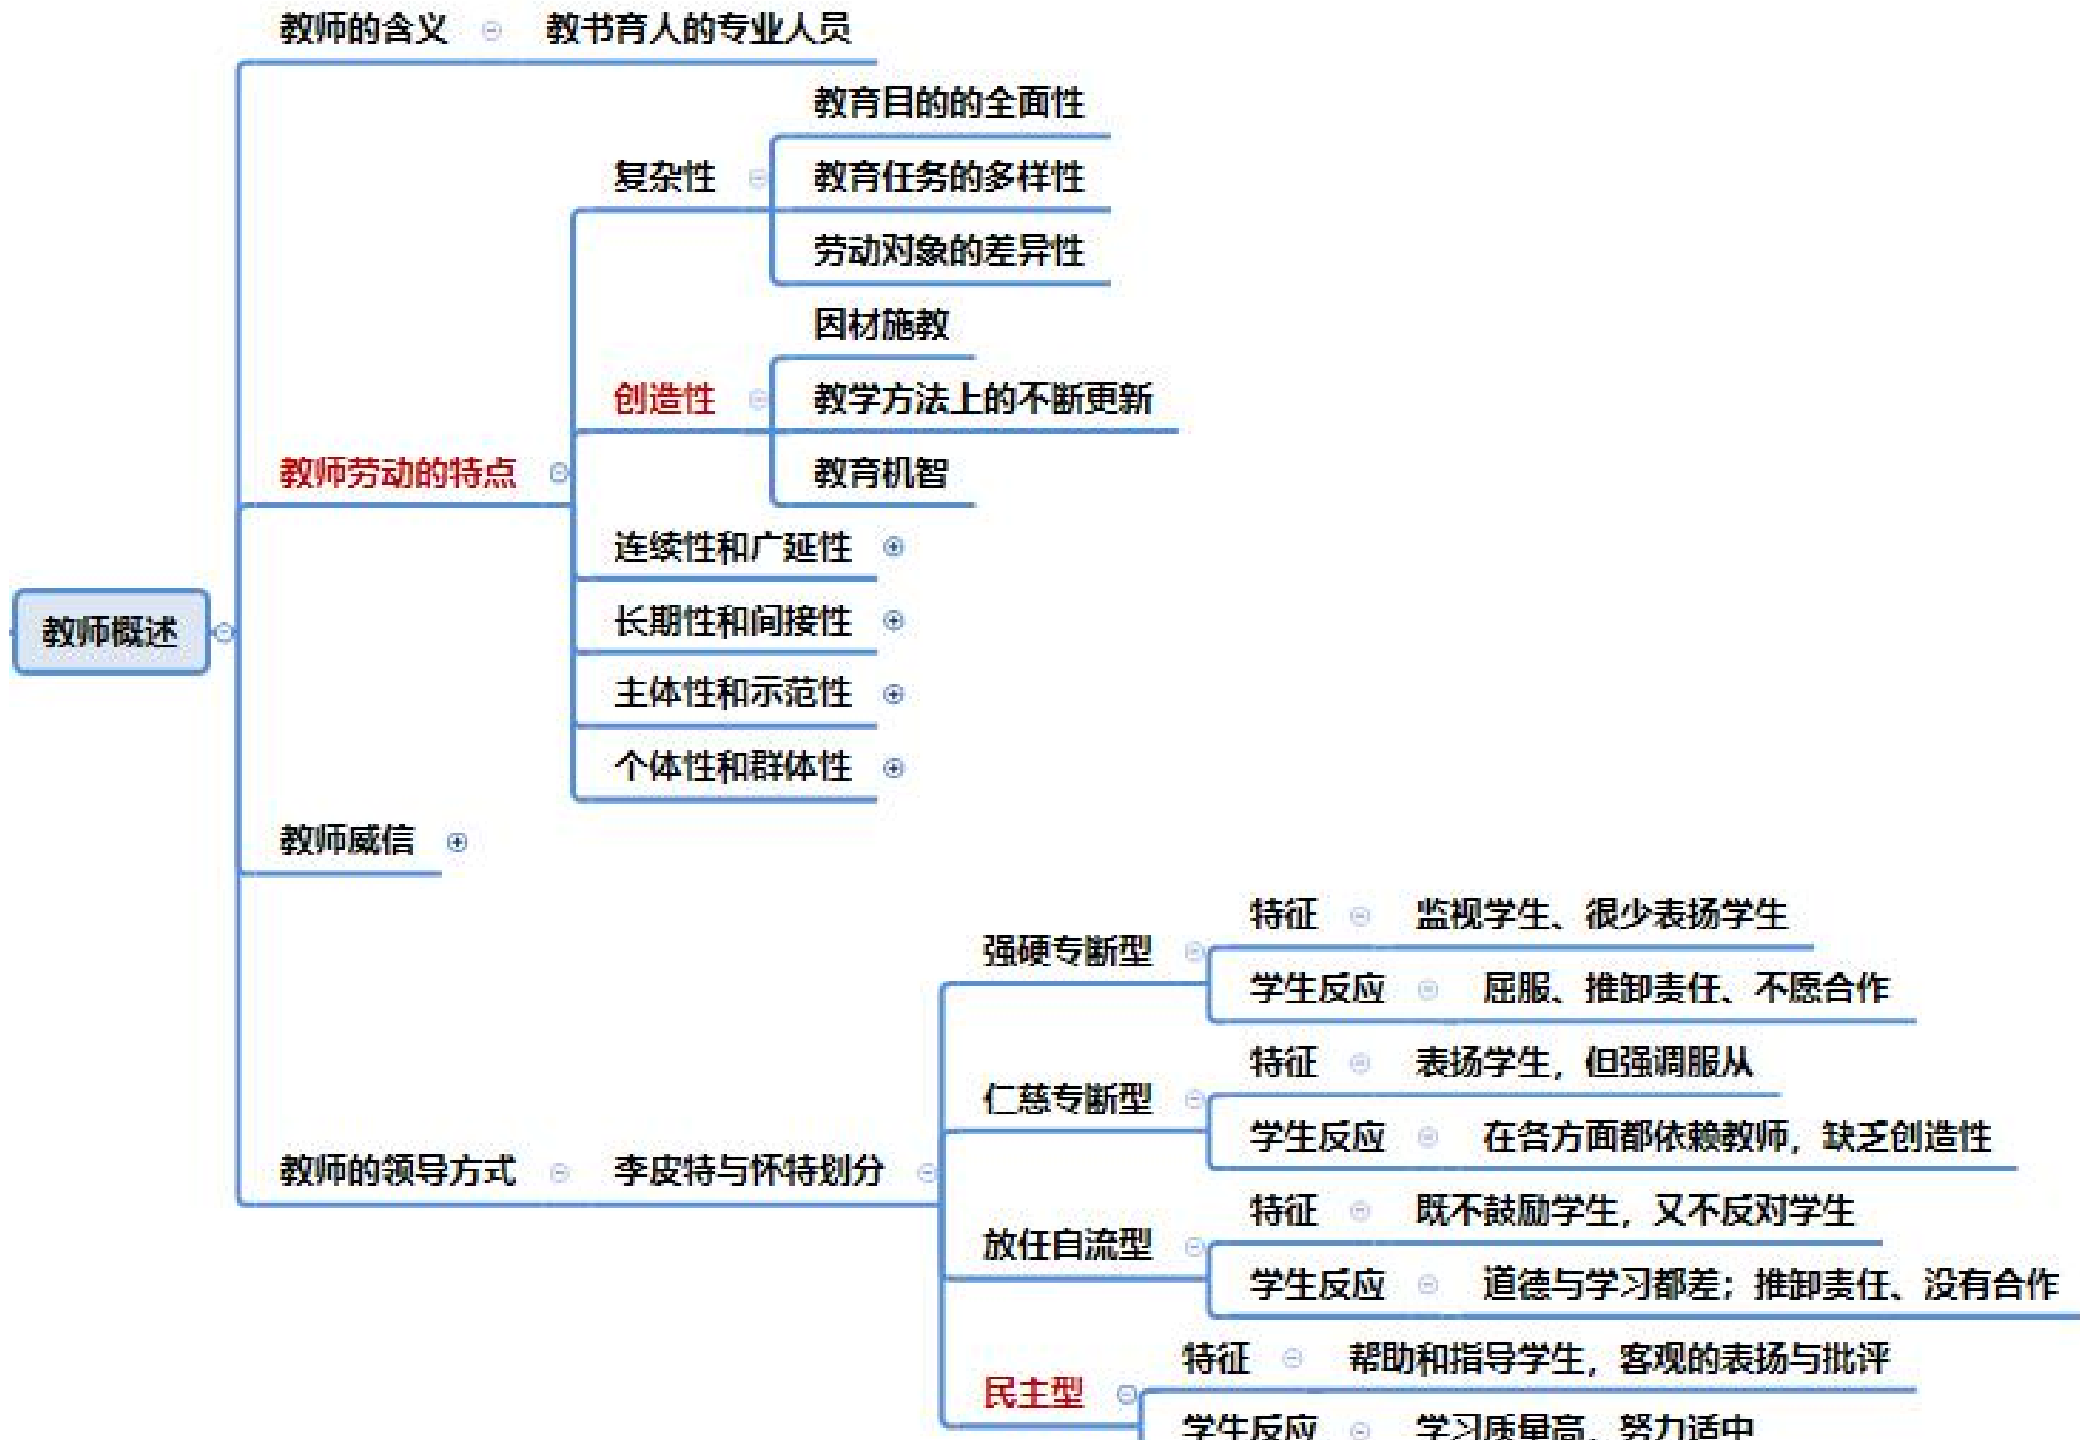 教师的含义 教书育人的专业人员
教育目的的全面性
复杂性 教育任务的多样性
劳动对象的差异性
因材施教
创造性 教学方法上的不断更新
教师劳动的特点 教育机智
连续性和广延性
教师概述 长期性和间接性
主体性和示范性
个体性和群体性
教师威信
特征 监视学生、很少表扬学生
强硬专断型
学生反应 屈服、推卸责任、不愿合作
特征 表扬学生，但强调服从
仁慈专断型
学生反应 在各方面都依赖教师，缺乏创造性
教师的领导方式 李皮特与怀特划分
特征 既不鼓励学生，又不反对学生
放任自流型
学生反应 道德与学习都差；推卸责任、没有合作
特征 帮助和指导学生，客观的表扬与批评
民主型
学生反应 学习质量高、努力适中